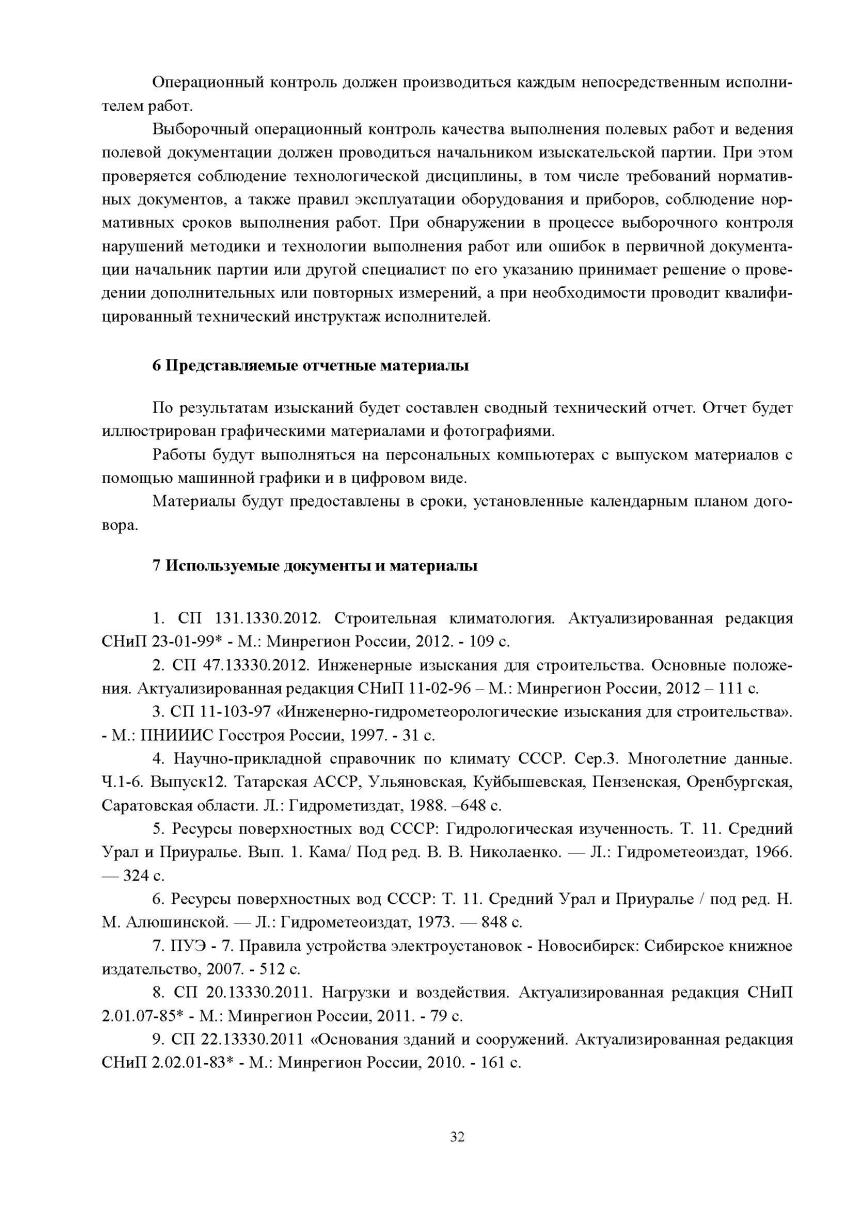 Операционный контроль должен производиться каждым непосредственным исполни-
телем работ.
Выборочный операционный контроль качества выполнения полевых работ и ведения
полевой документации должен проводиться начальником изыскательской партии. При этом
проверяется соблюдение технологической дисциплины, в том числе требований норматив-
ных документов, а также правил эксплуатации оборудования и приборов, соблюдение нор-
мативных сроков выполнения работ. При обнаружении в процессе выборочного контроля
нарушений методики и технологии выполнения работ или ошибок в первичной документа-
ции начальник партии или другой специалист по его указанию принимает решение о прове-
дении дополнительных или повторных измерений, а при необходимости проводит квалифи-
цированный технический инструктаж исполнителей.
6 Представляемые отчетные материалы
По результатам изысканий будет составлен сводный технический отчет. Отчет будет
иллюстрирован графическими материалами и фотографиями.
Работы будут выполняться на персональных компьютерах с выпуском материалов с
помощью машинной графики и в цифровом виде.
Материалы будут предоставлены в сроки, установленные календарным планом дого-
вора.
7 Используемые документы и материалы
1. СП 131.1330.2012. Строительная климатология. Актуализированная редакция
СНиП 23-01-99* - М.: Минрегион России, 2012. - 109 с.
2. СП 47.13330.2012. Инженерные изыскания для строительства. Основные положе-
ния. Актуализированная редакция СНиП 11-02-96 – М.: Минрегион России, 2012 – 111 с.
3. СП 11-103-97 «Инженерно-гидрометеорологические изыскания для строительства».
- М.: ПНИИИС Госстроя России, 1997. - 31 с.
4. Научно-прикладной справочник по климату СССР. Сер.3. Многолетние данные.
Ч.1-6. Выпуск12. Татарская АССР, Ульяновская, Куйбышевская, Пензенская, Оренбургская,
Саратовская области. Л.: Гидрометиздат, 1988. –648 с.
5. Ресурсы поверхностных вод СССР: Гидрологическая изученность. Т. 11. Средний
Урал и Приуралье. Вып. 1. Кама/ Под ред. В. В. Николаенко. — Л.: Гидрометеоиздат, 1966.
— 324 с.
6. Ресурсы поверхностных вод СССР: Т. 11. Средний Урал и Приуралье / под ред. Н.
М. Алюшинской. — Л.: Гидрометеоиздат, 1973. — 848 с.
7. ПУЭ - 7. Правила устройства электроустановок - Новосибирск: Сибирское книжное
издательство, 2007. - 512 с.
8. СП 20.13330.2011. Нагрузки и воздействия. Актуализированная редакция СНиП
2.01.07-85* - М.: Минрегион России, 2011. - 79 с.
9. СП 22.13330.2011 «Основания зданий и сооружений. Актуализированная редакция
СНиП 2.02.01-83* - М.: Минрегион России, 2010. - 161 с.
32